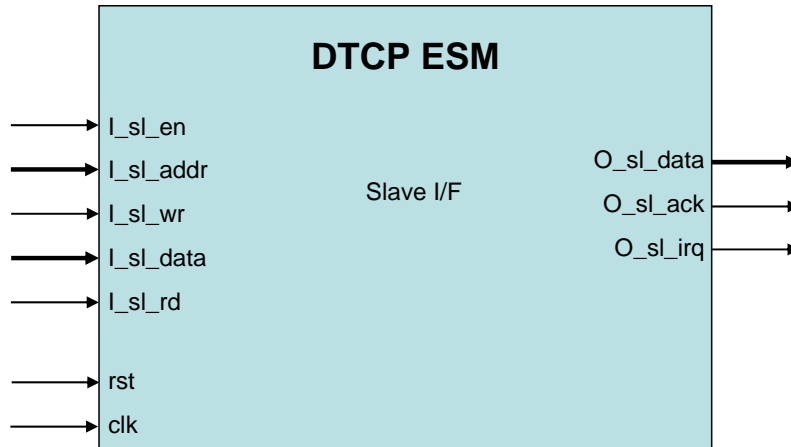 DTCP ESM
I_sl_en
I_sl_addr
I_sl_wr
I_sl_data
I_sl_rd
rst
clk
Slave I/F
O_sl_data
O_sl_ack
O_sl_irq